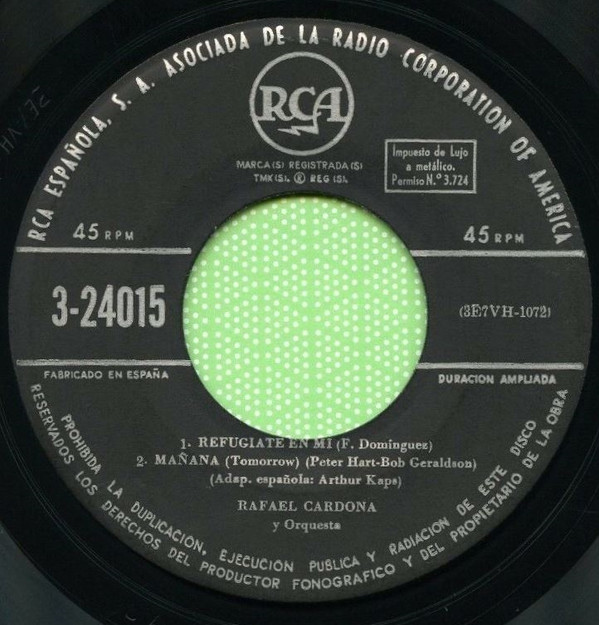 RCA ESPAÑOLA, S. A. ASOCIADA DE LA RADIO CORPORATION OF AMERICA
RCA
MARCA(S) REGISTRADA(S)
TMK(S). ® REG (S).
Impuesto de Lujo
a metálico.
Permiso N.º 3.724
45 RPM
45 RPM
3-24015
(3E7VH-1072)
FABRICADO EN ESPAÑA
DURACION AMPLIADA
1. REFUGIATE EN MI (F. Domínguez)
2. MAÑANA (Tomorrow) (Peter Hart-Bob Geraldson)
(Adap. española: Arthur Kaps)
RAFAEL CARDONA
y Orquesta
PROHIBIDA LA DUPLICACIÓN, EJECUCIÓN PUBLICA Y RADIACION DE ESTE DISCO
RESERVADOS LOS DERECHOS DEL PRODUCTOR FONOGRAFICO Y DEL PROPIETARIO DE LA OBRA